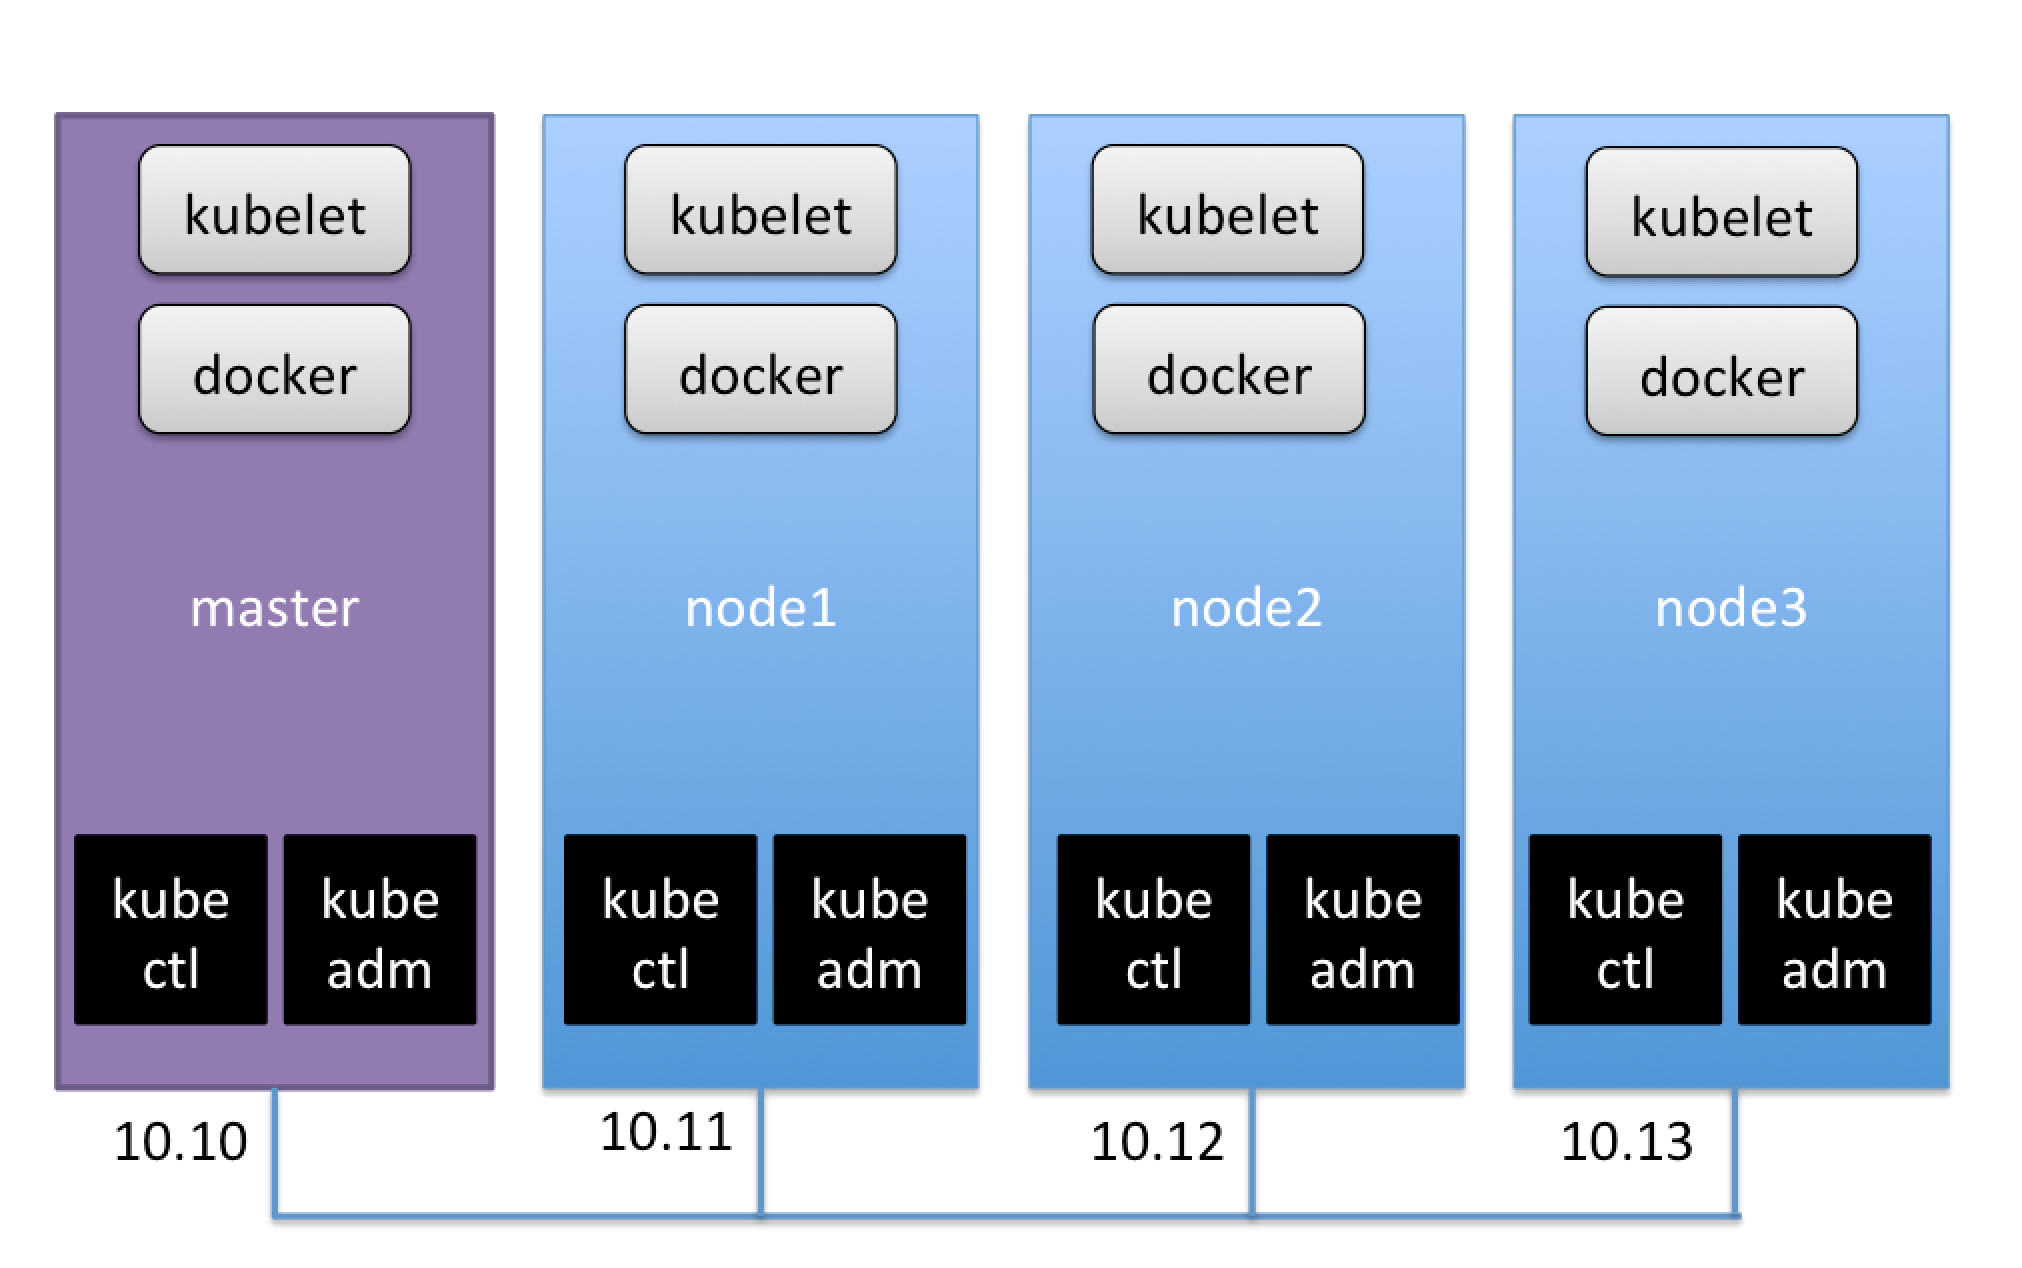 kubelet
docker
master
kube
ctl
kube
adm
10.10
kubelet
docker
node1
kube
ctl
kube
adm
10.11
kubelet
docker
node2
kube
ctl
kube
adm
10.12
kubelet
docker
node3
kube
ctl
kube
adm
10.13